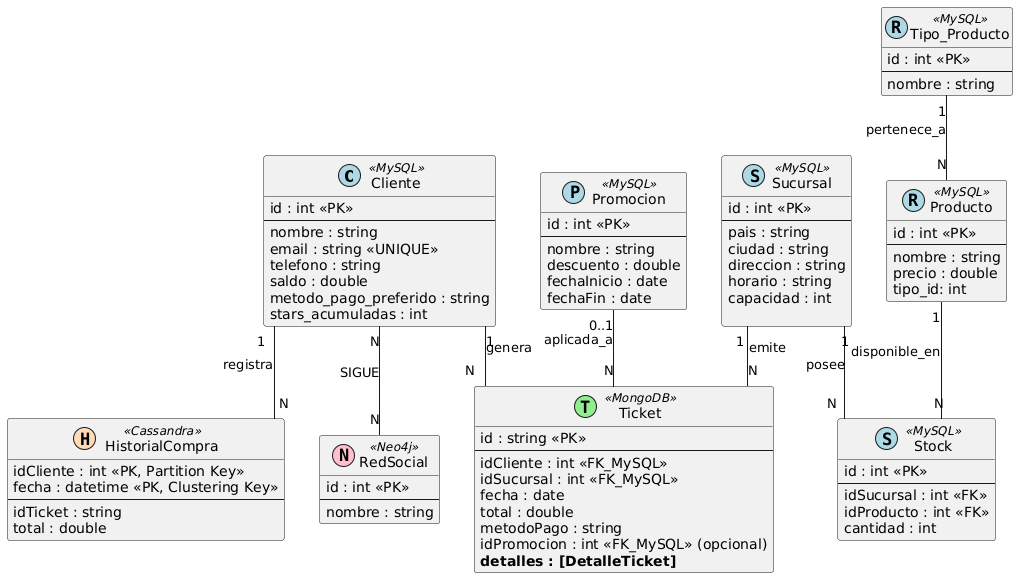 R «MySQL»
Tipo_Producto
id : int «PK»
nombre : string
1
pertenece_a
N
C «MySQL»
Cliente
id : int «PK»
nombre : string
email : string «UNIQUE»
telefono : string
saldo : double
metodo_pago_preferido : string
stars_acumuladas : int
P «MySQL»
Promocion
id : int «PK»
nombre : string
descuento : double
fechaInicio : date
fechaFin : date
S «MySQL»
Sucursal
id : int «PK»
pais : string
ciudad : string
direccion : string
horario : string
capacidad : int
R «MySQL»
Producto
id : int «PK»
nombre : string
precio : double
tipo_id: int
1
registra
N
N
SIGUE
N
1
genera
N
0..1
aplicada_a
N
1
emite
N
1
posee
N
1
disponible_en
N
H «Cassandra»
HistorialCompra
idCliente : int «PK, Partition Key»
fecha : datetime «PK, Clustering Key»
idTicket : string
total : double
N «Neo4j»
RedSocial
id : int «PK»
nombre : string
T «MongoDB»
Ticket
id : string «PK»
idCliente : int «FK_MySQL»
idSucursal : int «FK_MySQL»
fecha : date
total : double
metodoPago : string
idPromocion : int «FK_MySQL» (opcional)
detalles : [DetalleTicket]
S «MySQL»
Stock
id : int «PK»
idSucursal : int «FK»
idProducto : int «FK»
cantidad : int